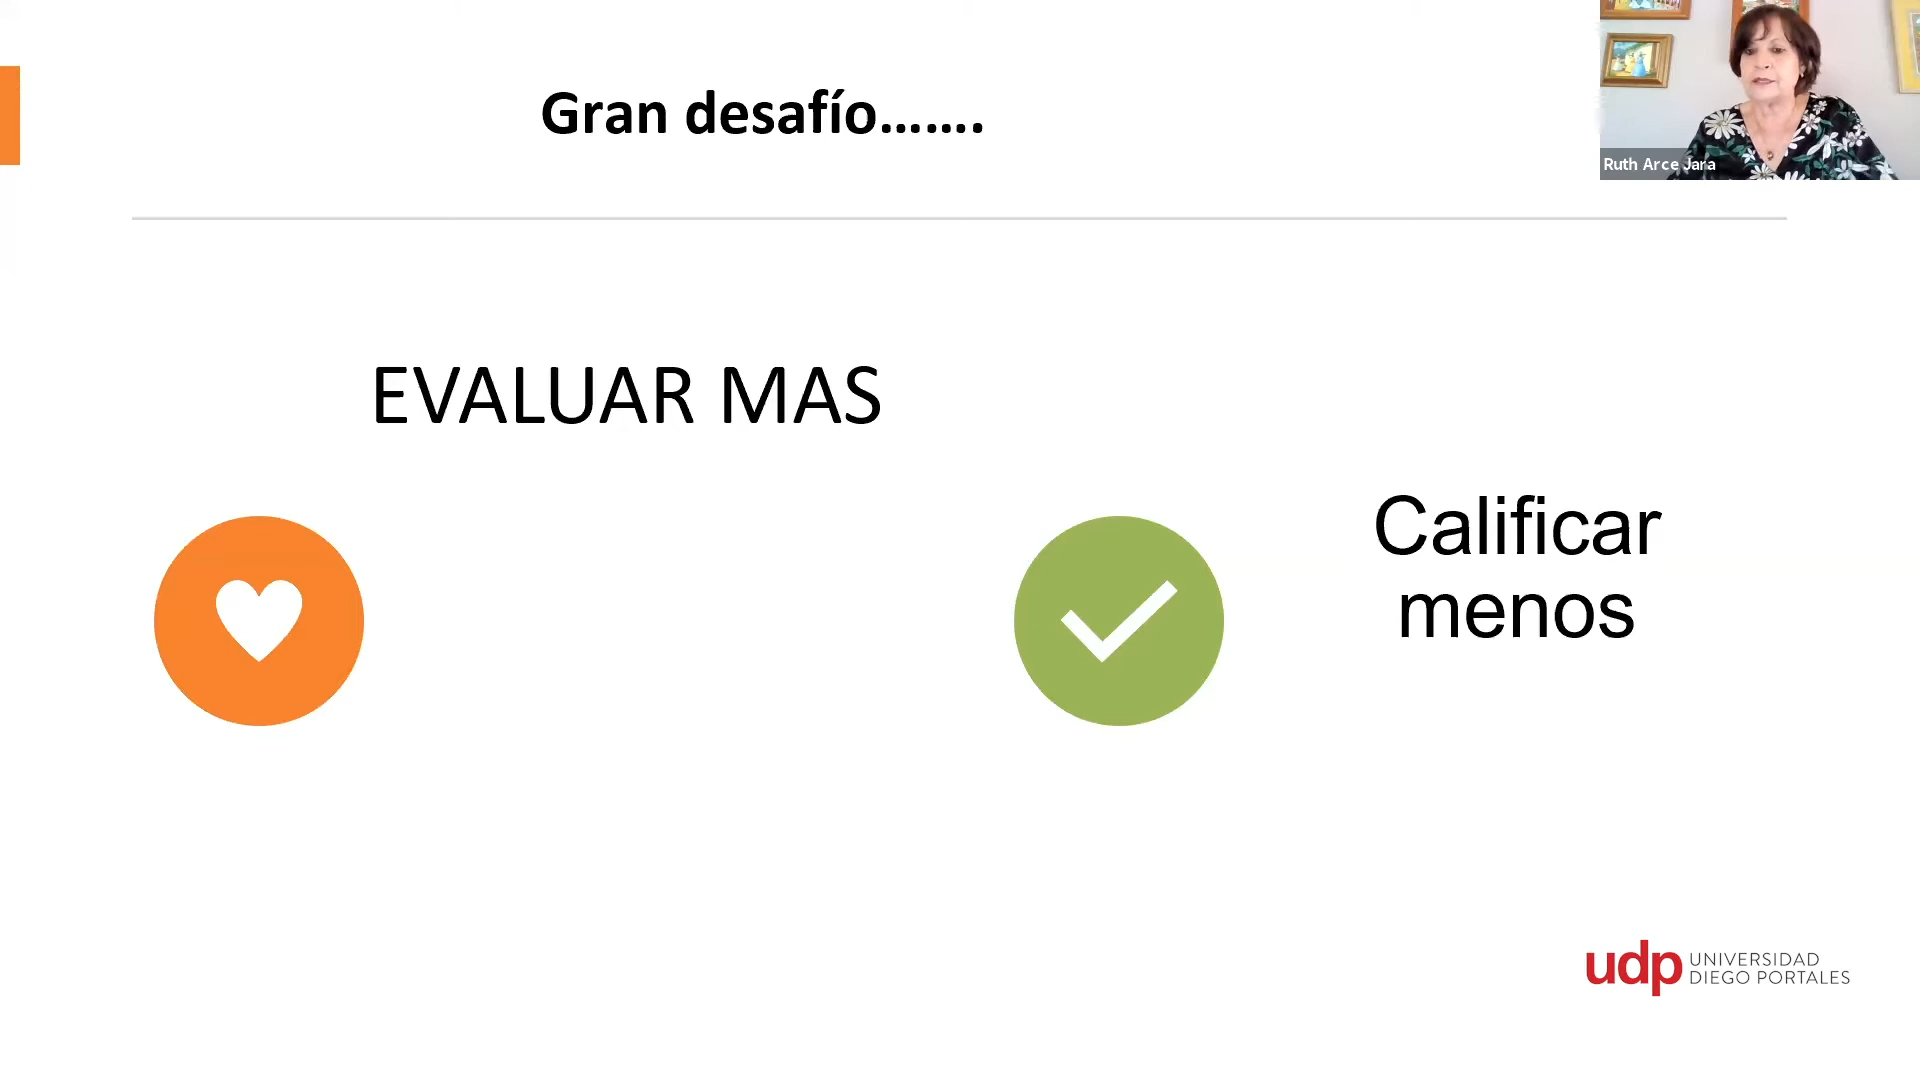 Gran desafío…….
Ruth Arce Jara
EVALUAR MAS
Calificar
menos
udp UNIVERSIDAD
DIEGO PORTALES